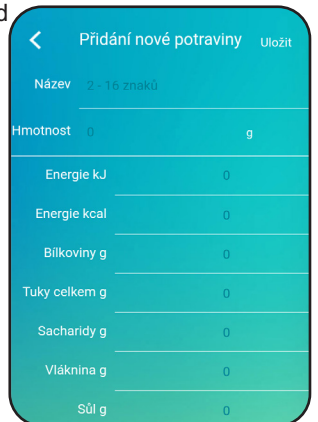 d
Přidání nové potraviny Uložit
Název 2 - 16 znaků
Hmotnost 0 g
Energie kJ 0
Energie kcal 0
Bílkoviny g 0
Tuky celkem g 0
Sacharidy g 0
Vláknina g 0
Sůl g 0